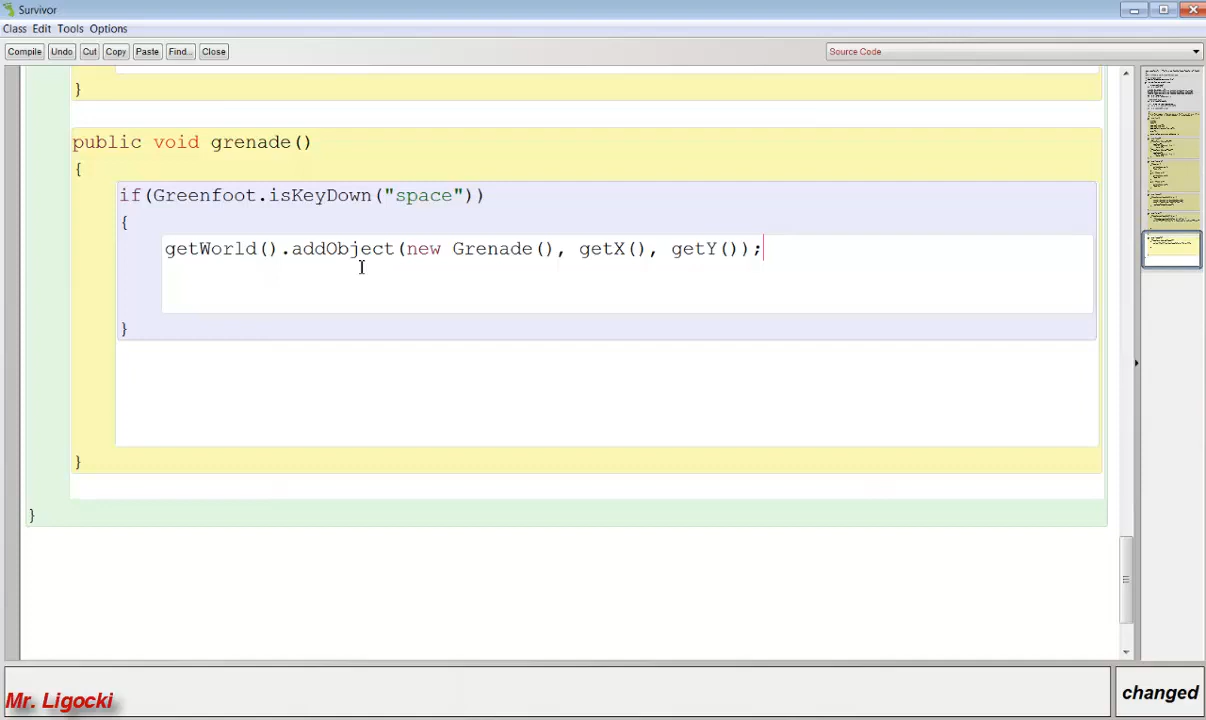 Survivor
Class Edit Tools Options
Compile Undo Cut Copy Paste Find... Close Source Code
}
public void grenade()
{
if(Greenfoot.isKeyDown("space"))
{
getWorld().addObject(new Grenade(), getX(), getY());
}
}
}
Mr. Ligocki
changed